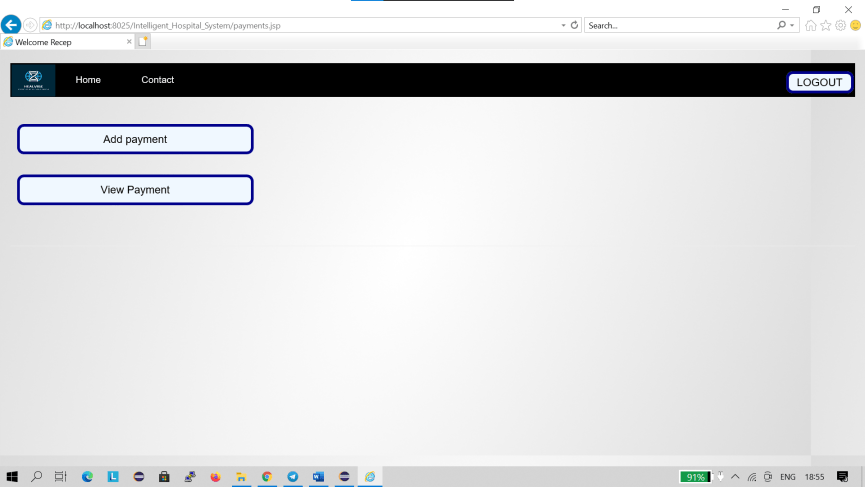 http://localhost:8025/Intelligent_Hospital_System/payments.jsp
Search...
Welcome Recep
Home
Contact
LOGOUT
Add payment
View Payment
91%
ENG
18:55